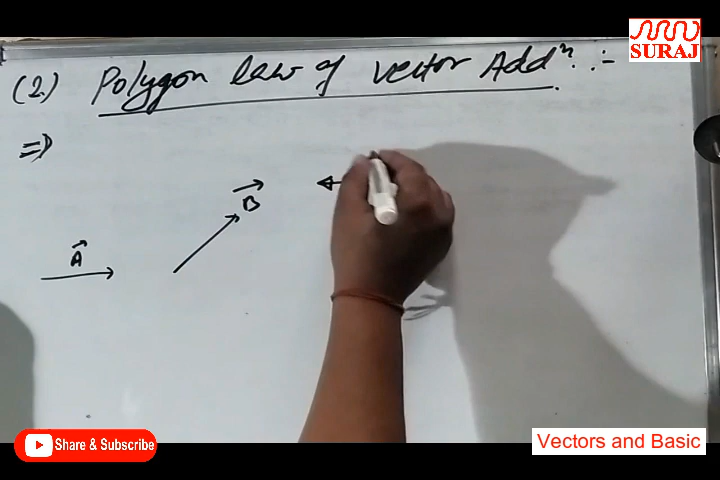 SURAJ
(2) Polygon law of vector Addⁿ. :-
⇒
B
A
Share & Subscribe
Vectors and Basic